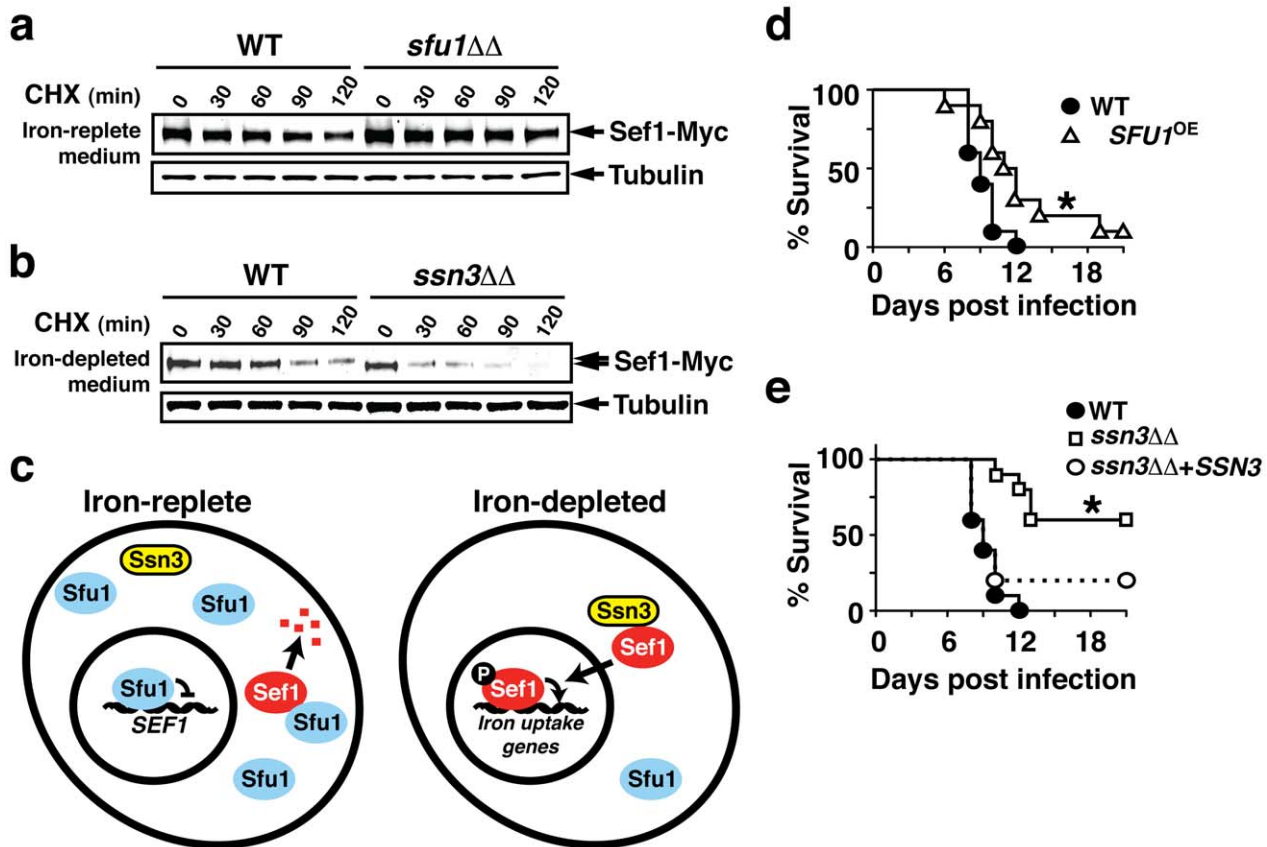 a
WT sfu1ΔΔ
CHX (min) 0 30 60 90 120 0 30 60 90 120
Iron-replete
medium
Sef1-Myc
Tubulin
b
WT ssn3ΔΔ
CHX (min) 0 30 60 90 120 0 30 60 90 120
Iron-depleted
medium
Sef1-Myc
Tubulin
c
Iron-replete
Ssn3
Sfu1
Sfu1
Sfu1
SEF1
Sef1
Sfu1
Sfu1
Iron-depleted
Ssn3
Sef1
P
Sef1
Iron uptake
genes
Sfu1
d
WT
SFU1OE
% Survival
100
50
0
0 6 12 18
*
Days post infection
e
WT
ssn3ΔΔ
ssn3ΔΔ+SSN3
% Survival
100
50
0
0 6 12 18
*
Days post infection